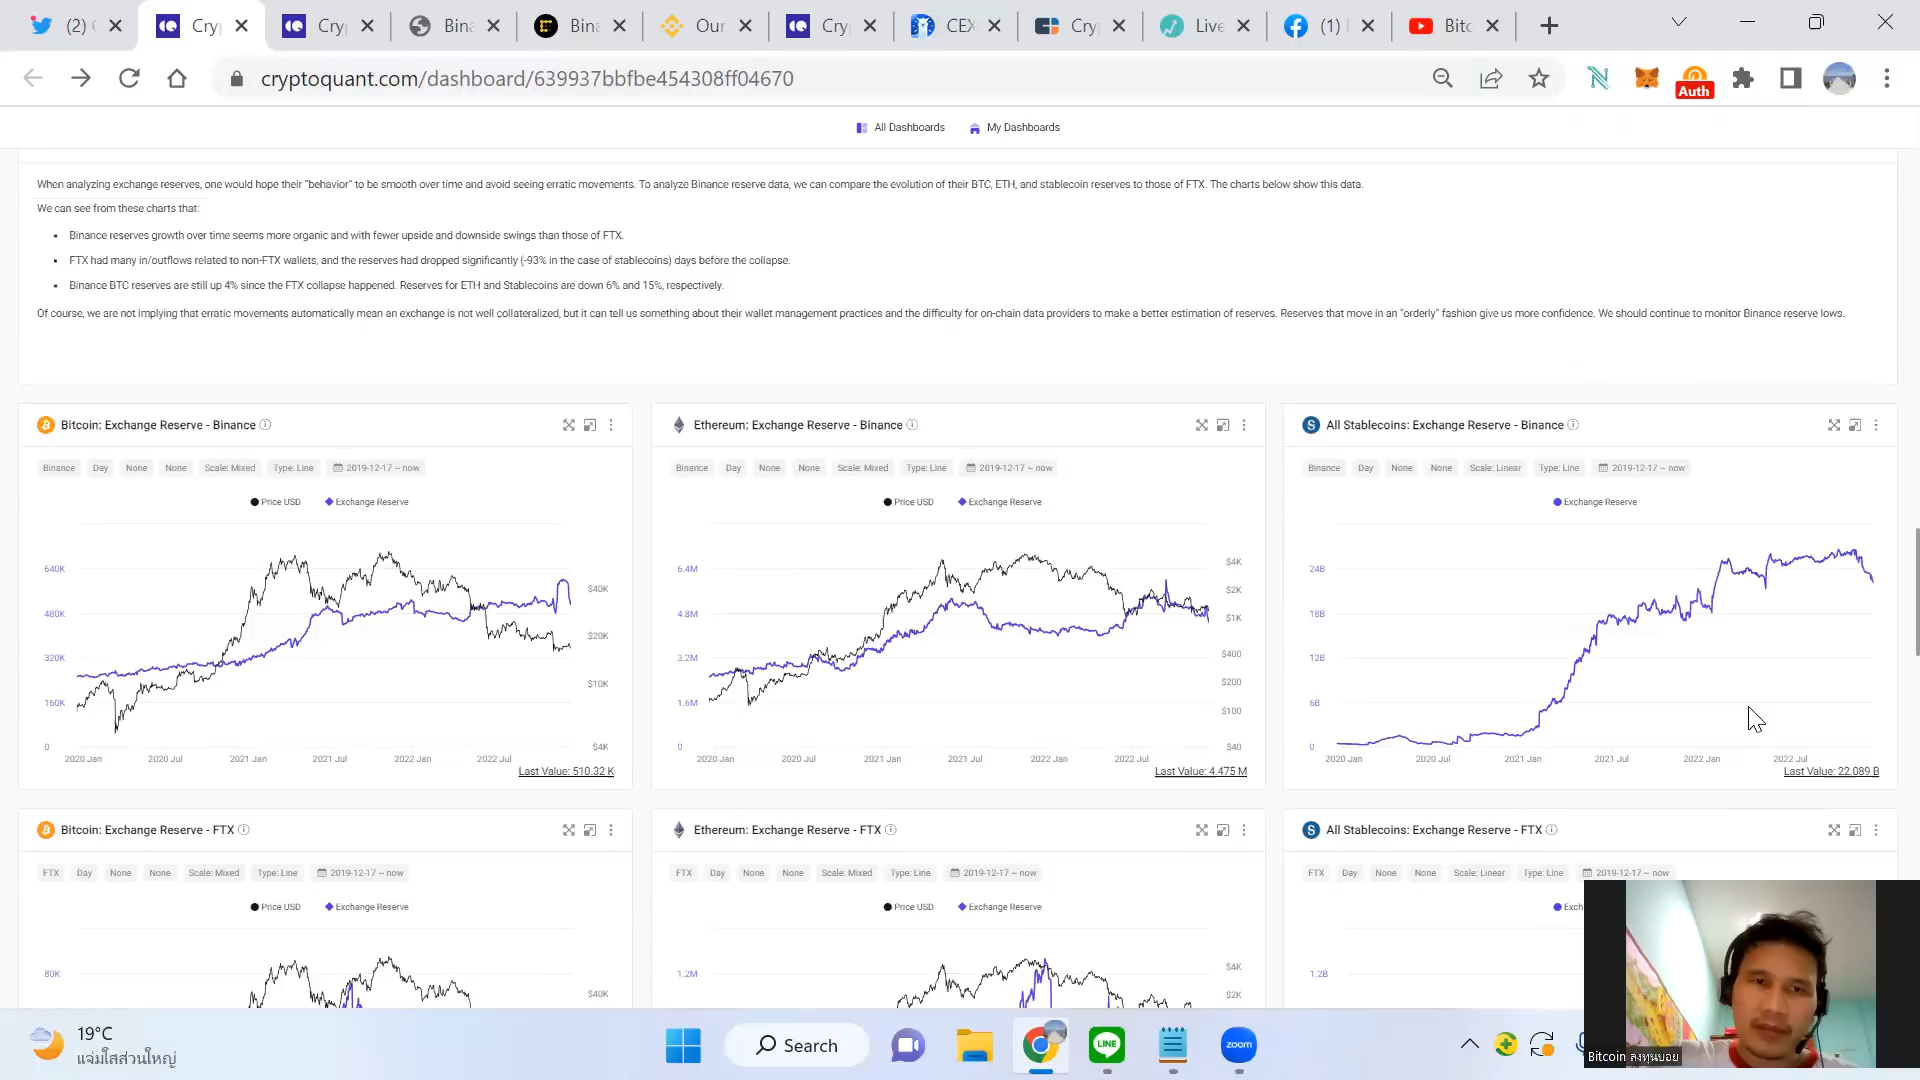 (2)
Cry
Cry
Bin
Bina
Our
Cry
CEX
Cry
Live
(1)
Bitc
cryptoquant.com/dashboard/639937bbfbe454308ff04670
Auth
All Dashboards
My Dashboards
When analyzing exchange reserves, one would hope their "behavior" to be smooth over time and avoid seeing erratic movements. To analyze Binance reserve data, we can compare the evolution of their BTC, ETH, and stablecoin reserves to those of FTX. The charts below show this data.
We can see from these charts that:
• Binance reserves growth over time seems more organic and with fewer upside and downside swings than those of FTX.
• FTX had many in/outflows related to non-FTX wallets, and the reserves had dropped significantly (-93% in the case of stablecoins) days before the collapse.
• Binance BTC reserves are still up 4% since the FTX collapse happened. Reserves for ETH and Stablecoins are down 6% and 15%, respectively.
Of course, we are not implying that erratic movements automatically mean an exchange is not well collateralized, but it can tell us something about their wallet management practices and the difficulty for on-chain data providers to make a better estimation of reserves. Reserves that move in an "orderly" fashion give us more confidence. We should continue to monitor Binance reserve lows.
Bitcoin: Exchange Reserve - Binance
Binance Day None None Scale: Mixed Type: Line 2019-12-17 ~ now
Price USD Exchange Reserve
640K
480K
320K
160K
0
$40K
$20K
$10K
$4K
2020 Jan 2020 Jul 2021 Jan 2021 Jul 2022 Jan 2022 Jul
Last Value: 510.32 K
Ethereum: Exchange Reserve - Binance
Binance Day None None Scale: Mixed Type: Line 2019-12-17 ~ now
Price USD Exchange Reserve
6.4M
4.8M
3.2M
1.6M
0
$4K
$2K
$1K
$400
$200
$100
$40
2020 Jan 2020 Jul 2021 Jan 2021 Jul 2022 Jan 2022 Jul
Last Value: 4.475 M
All Stablecoins: Exchange Reserve - Binance
Binance Day None None Scale: Linear Type: Line 2019-12-17 ~ now
Exchange Reserve
24B
18B
12B
6B
0
2020 Jan 2020 Jul 2021 Jan 2021 Jul 2022 Jan 2022 Jul
Last Value: 22.089 B
Bitcoin: Exchange Reserve - FTX
FTX Day None None Scale: Mixed Type: Line 2019-12-17 ~ now
Price USD Exchange Reserve
80K
$40K
Ethereum: Exchange Reserve - FTX
FTX Day None None Scale: Mixed Type: Line 2019-12-17 ~ now
Price USD Exchange Reserve
1.2M
$4K
$2K
All Stablecoins: Exchange Reserve - FTX
FTX Day None None Scale: Linear Type: Line 2019-12-17 ~ now
Exch
1.2B
Bitcoin ลงทุนบอย
19°C
แจ่มใสส่วนใหญ่
Search
LINE
zoom